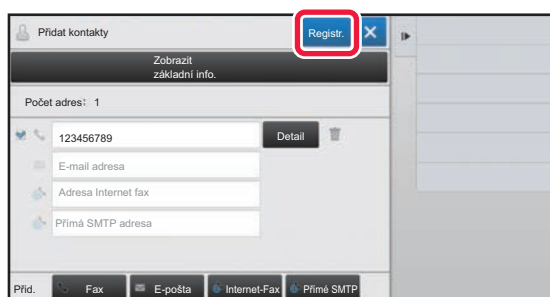 Přidat kontakty Registr.
Zobrazit
základní info.
Počet adres: 1
123456789 Detail
E-mail adresa
Adresa Internet fax
Přímá SMTP adresa
Přid. Fax E-pošta Internet-Fax Přímé SMTP